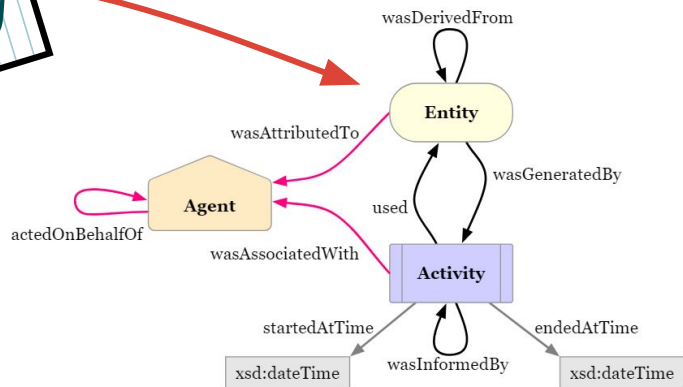 wasDerivedFrom
Entity
wasAttributedTo
wasGeneratedBy
used
Agent
actedOnBehalfOf
wasAssociatedWith
Activity
startedAtTime
endedAtTime
wasInformedBy
xsd:dateTime
xsd:dateTime